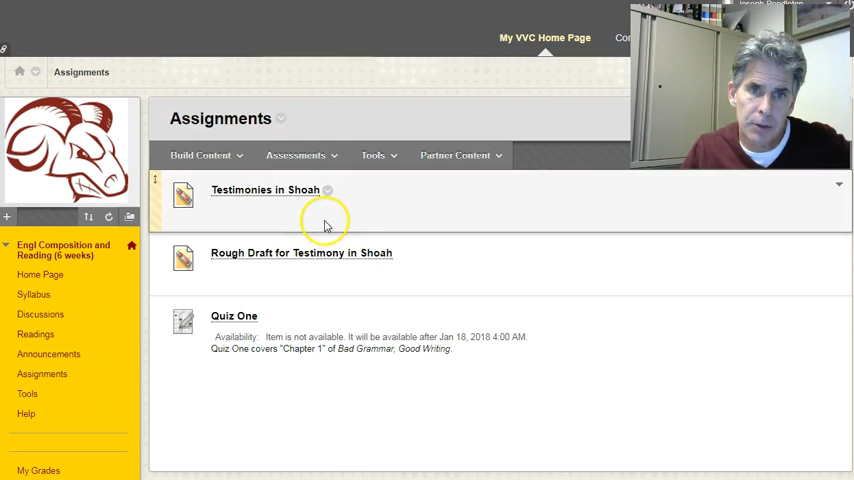 My VVC Home Page
Assignments
Assignments
Build Content
Assessments
Tools
Partner Content
Testimonies in Shoah
Engl Composition and
Reading (6 weeks)
Home Page
Syllabus
Discussions
Readings
Announcements
Assignments
Tools
Help
My Grades
Rough Draft for Testimony in Shoah
Quiz One
Availability: Item is not available. It will be available after Jan 18, 2018 4:00 AM.
Quiz One covers "Chapter 1" of Bad Grammar, Good Writing.